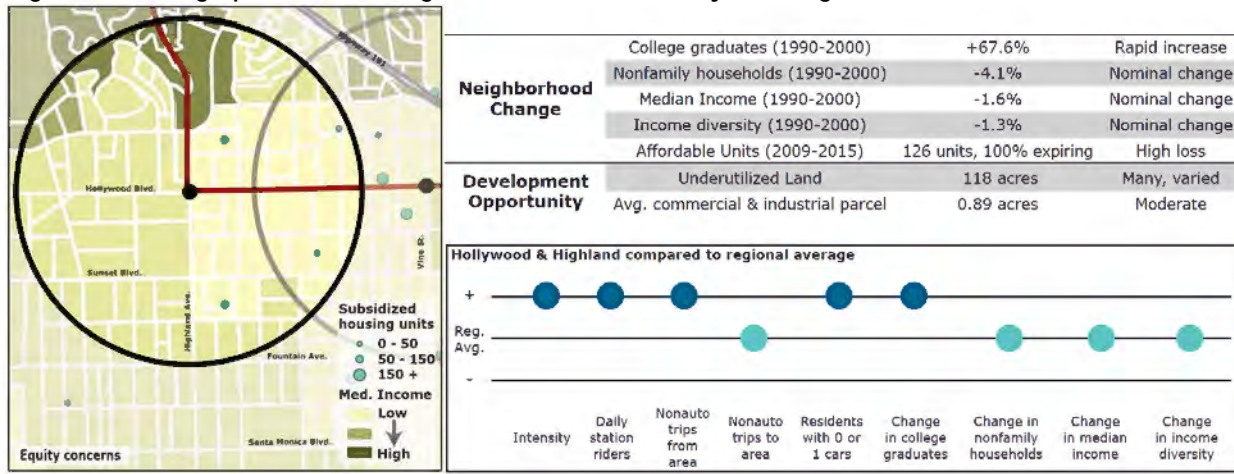 Hollywood Blvd.
Sunset Blvd.
Highland Ave.
Vine St.
Fountain Ave.
Santa Monica Blvd.
Subsidized
housing units
0 - 50
50 - 150
150 +
Med. Income
Low
High
Equity concerns
Neighborhood
Change
College graduates (1990-2000) +67.6% Rapid increase
Nonfamily households (1990-2000) -4.1% Nominal change
Median Income (1990-2000) -1.6% Nominal change
Income diversity (1990-2000) -1.3% Nominal change
Affordable Units (2009-2015) 126 units, 100% expiring High loss
Development
Opportunity
Underutilized Land 118 acres Many, varied
Avg. commercial & industrial parcel 0.89 acres Moderate
Hollywood & Highland compared to regional average
+
Reg.
Avg.
-
Intensity
Daily
station
riders
Nonauto
trips
from
area
Nonauto
trips to
area
Residents
with 0 or
1 cars
Change
in college
graduates
Change in
nonfamily
households
Change
in median
income
Change
in income
diversity